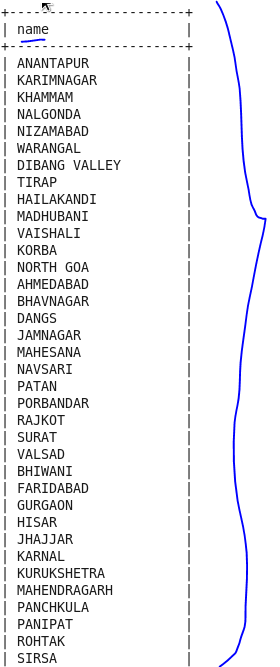 +----------------------+
| name |
+----------------------+
| ANANTAPUR |
| KARIMNAGAR |
| KHAMMAM |
| NALGONDA |
| NIZAMABAD |
| WARANGAL |
| DIBANG VALLEY |
| TIRAP |
| HAILAKANDI |
| MADHUBANI |
| VAISHALI |
| KORBA |
| NORTH GOA |
| AHMEDABAD |
| BHAVNAGAR |
| DANGS |
| JAMNAGAR |
| MAHESANA |
| NAVSARI |
| PATAN |
| PORBANDAR |
| RAJKOT |
| SURAT |
| VALSAD |
| BHIWANI |
| FARIDABAD |
| GURGAON |
| HISAR |
| JHAJJAR |
| KARNAL |
| KURUKSHETRA |
| MAHENDRAGARH |
| PANCHKULA |
| PANIPAT |
| ROHTAK |
| SIRSA |